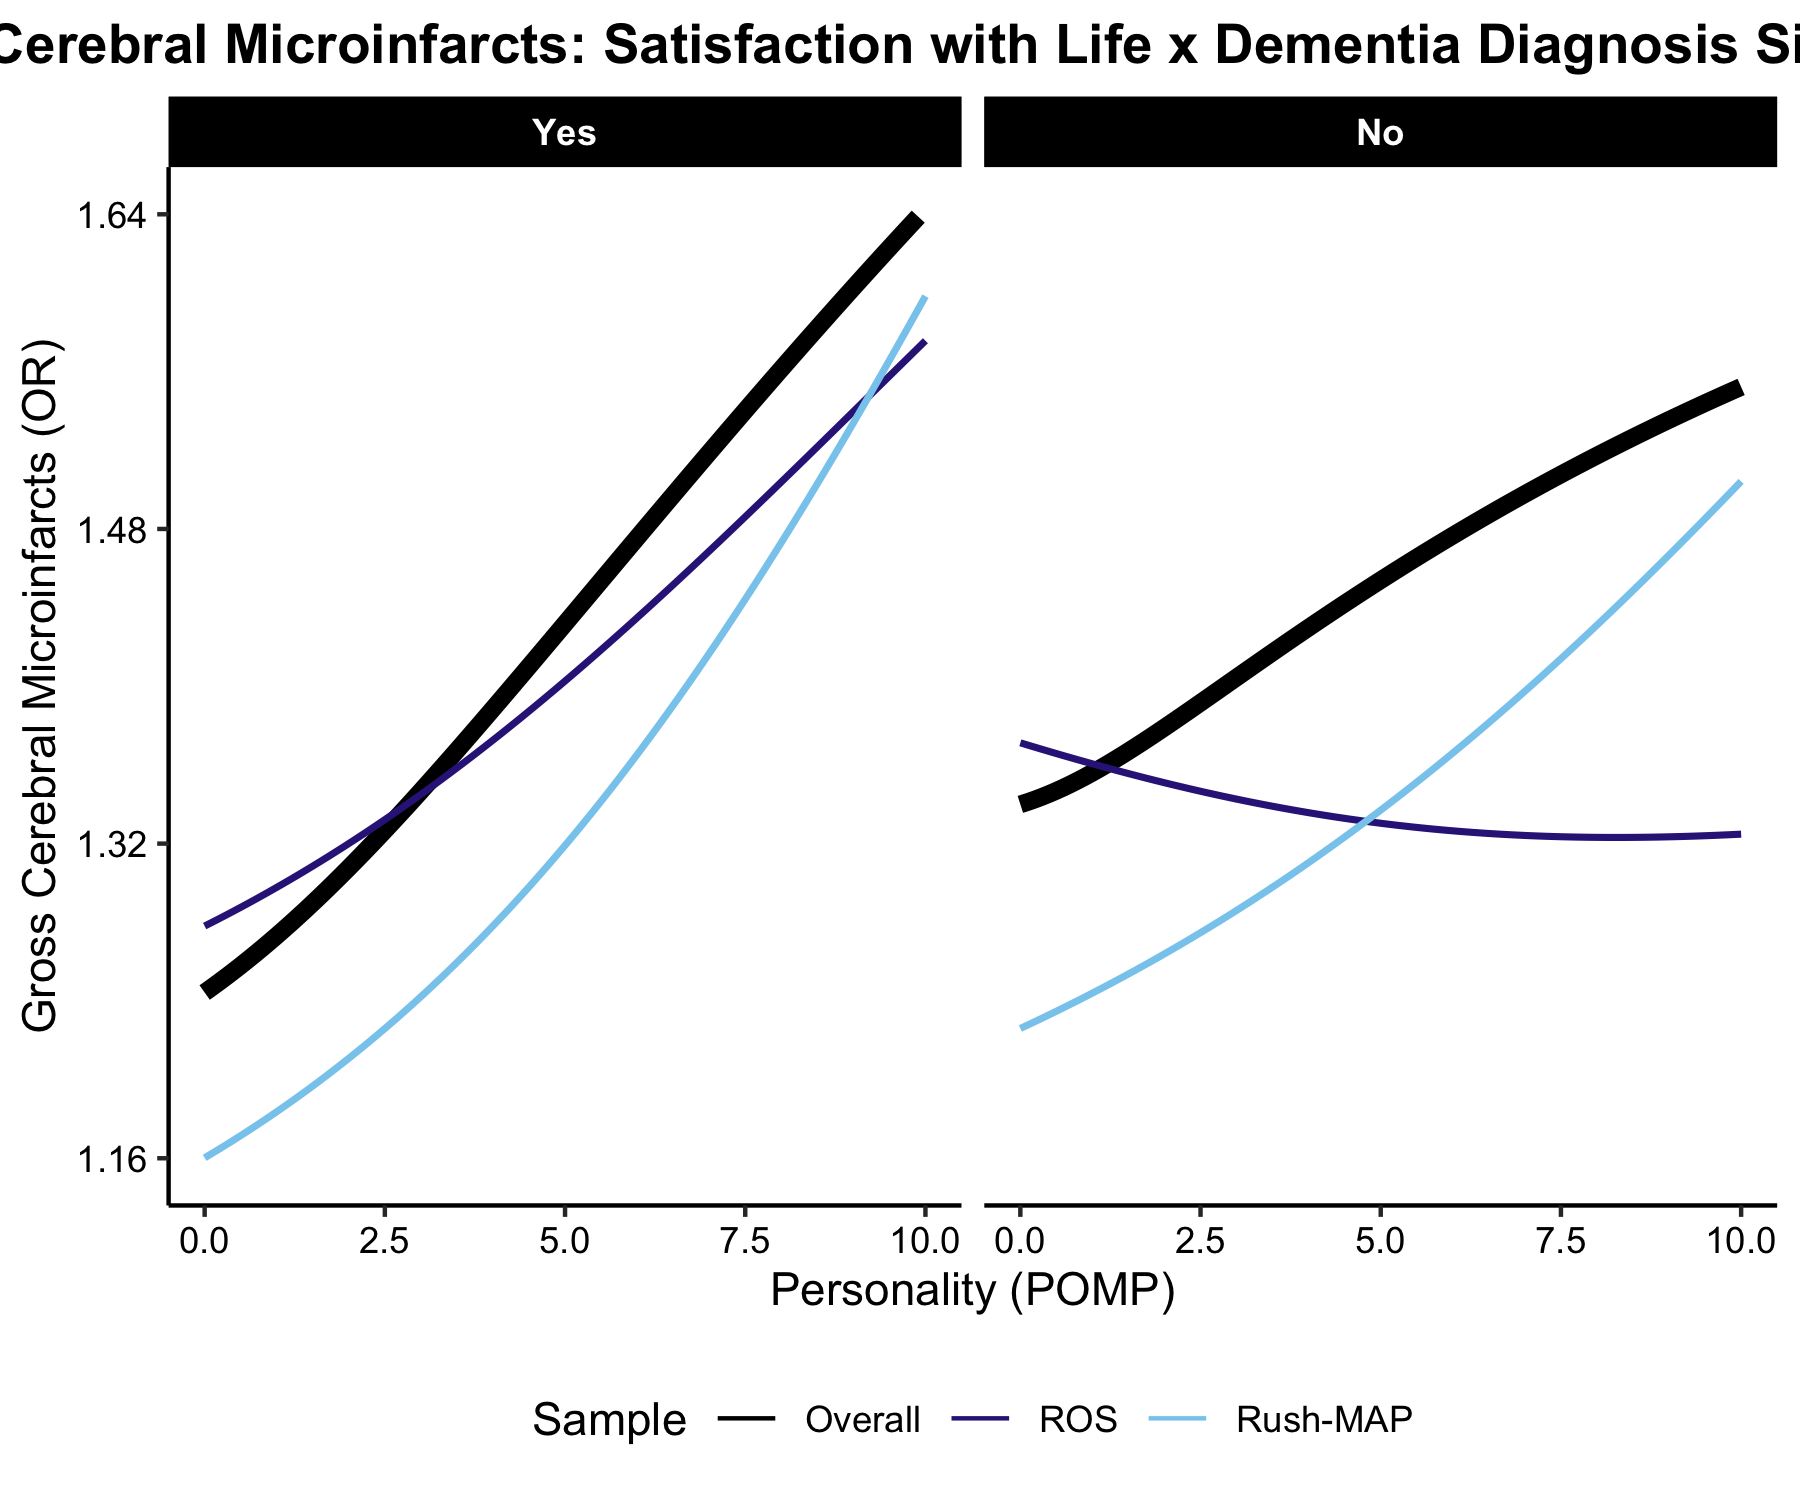 Cerebral Microinfarcts: Satisfaction with Life x Dementia Diagnosis
Yes
No
Gross Cerebral Microinfarcts (OR)
1.64
1.48
1.32
1.16
0.0 2.5 5.0 7.5 10.0 0.0 2.5 5.0 7.5 10.0
Personality (POMP)
Sample Overall ROS Rush-MAP